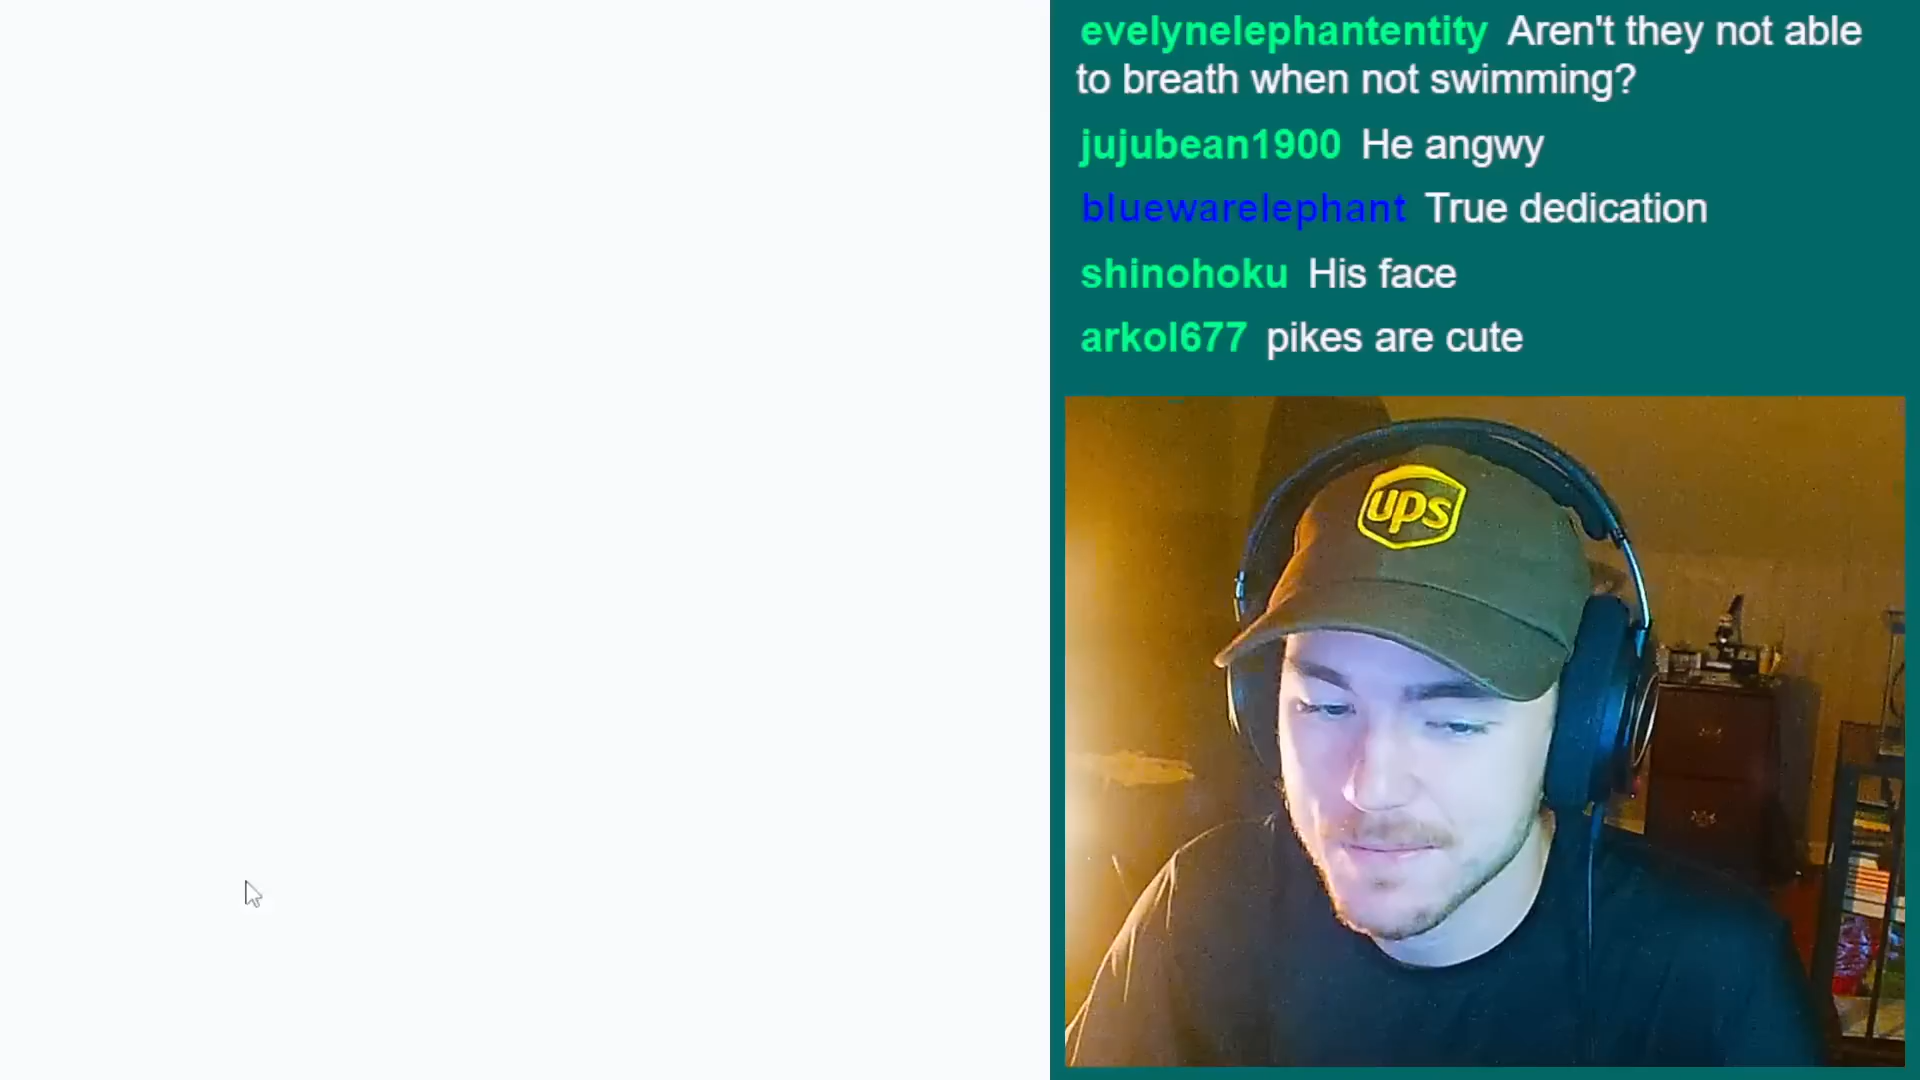 evelynelephantentity Aren't they not able
to breath when not swimming?
jujubean1900 He angwy
bluewarelephant True dedication
shinohoku His face
arkol677 pikes are cute
ups